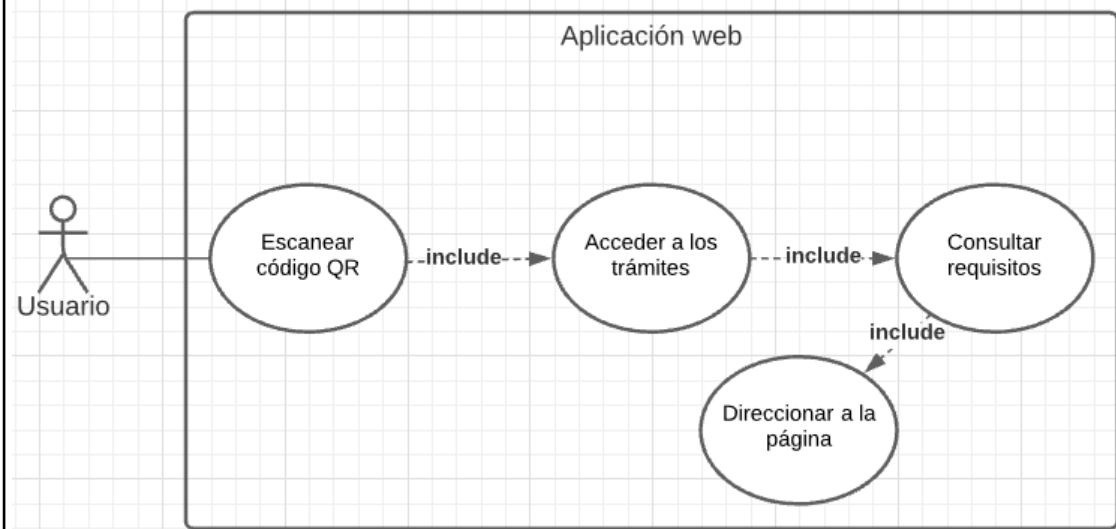 Aplicación web
Escanear
código QR
include
Acceder a los
trámites
include
Consultar
requisitos
Usuario
include
Direccionar a la
página